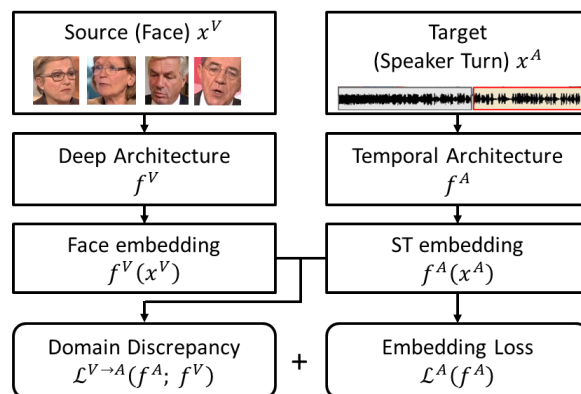 Source (Face) x^V
Target
(Speaker Turn) x^A
Deep Architecture
f^V
Temporal Architecture
f^A
Face embedding
f^V(x^V)
ST embedding
f^A(x^A)
Domain Discrepancy
ℒ^{V→A}(f^A; f^V)
+
Embedding Loss
ℒ^A(f^A)